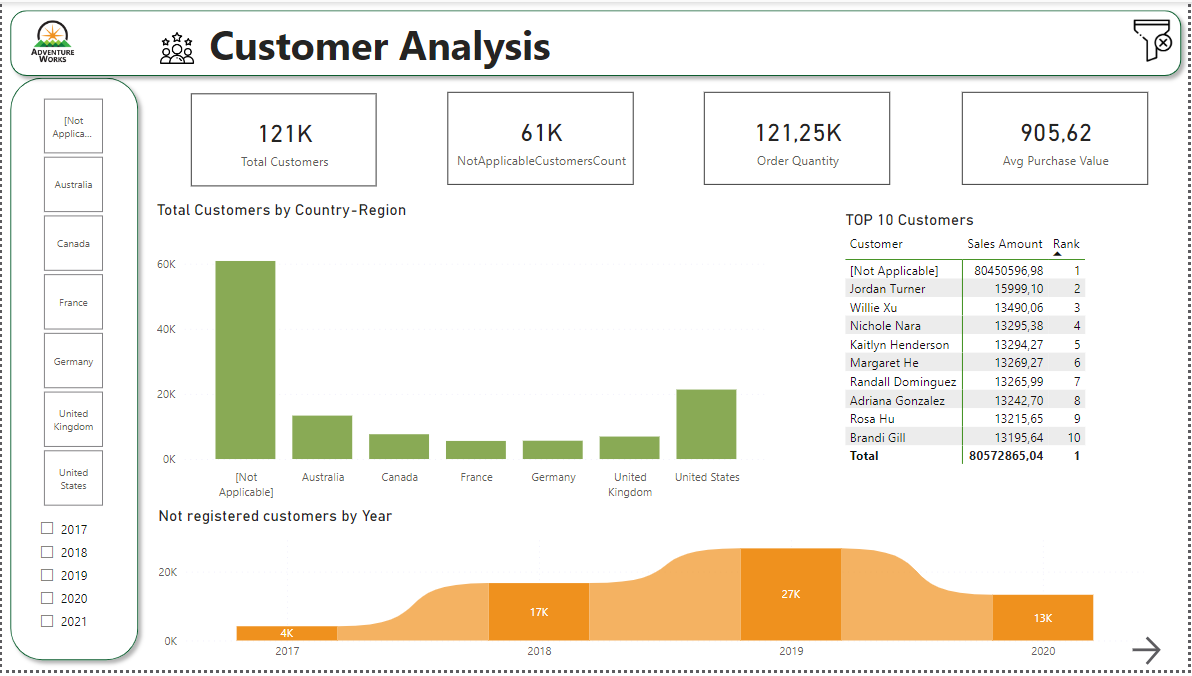 ADVENTURE
WORKS
Customer Analysis
[Not
Applica...
Australia
Canada
France
Germany
United
Kingdom
United
States
2017
2018
2019
2020
2021
121K
Total Customers
61K
NotApplicableCustomersCount
121,25K
Order Quantity
905,62
Avg Purchase Value
Total Customers by Country-Region
60K
40K
20K
0K
[Not
Applicable]
Australia
Canada
France
Germany
United
Kingdom
United States
TOP 10 Customers
Customer Sales Amount Rank
[Not Applicable] 80450596,98 1
Jordan Turner 15999,10 2
Willie Xu 13490,06 3
Nichole Nara 13295,38 4
Kaitlyn Henderson 13294,27 5
Margaret He 13269,27 6
Randall Dominguez 13265,99 7
Adriana Gonzalez 13242,70 8
Rosa Hu 13215,65 9
Brandi Gill 13195,64 10
Total 80572865,04 1
Not registered customers by Year
20K
0K
4K
17K
27K
13K
2017
2018
2019
2020